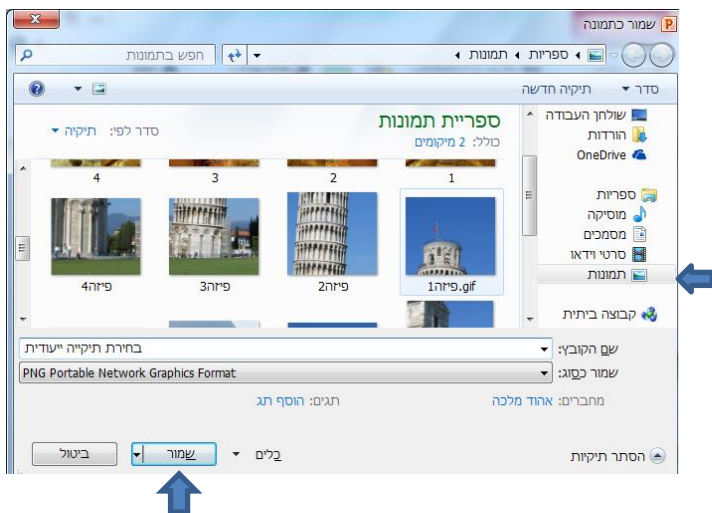 שמור כתמונה
ספריות תמונות
חפש בתמונות
סדר תיקיה חדשה
שולחן העבודה
הורדות
OneDrive
ספריות
מוסיקה
מסמכים
סרטי וידאו
תמונות
קבוצה ביתית
ספריית תמונות
כולל: 2 מיקומים
סדר לפי: תיקיה
1 2 3 4
פיזה1.gif פיזה2 פיזה3 פיזה4
שם הקובץ: בחירת תיקייה ייעודית
שמור כסוג: PNG Portable Network Graphics Format
מחברים: אהוד מלכה תגים: הוסף תג
הסתר תיקיות כלים שמור ביטול